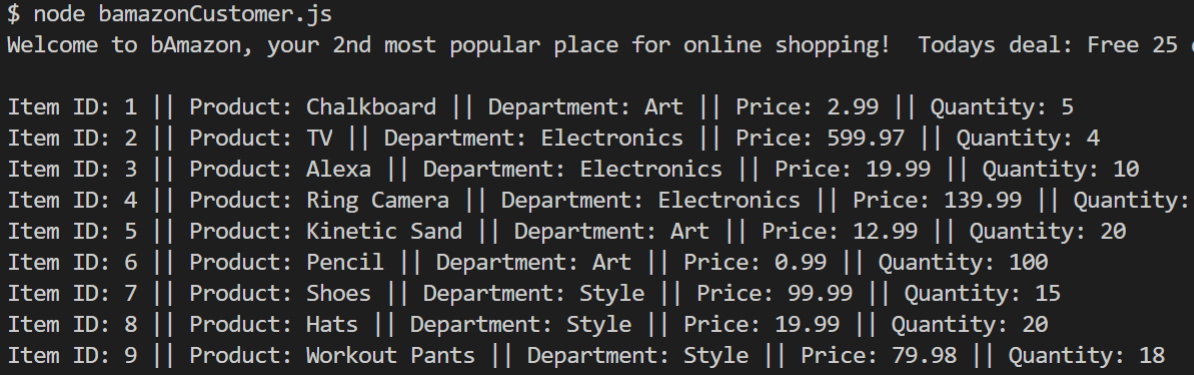 $ node bamazonCustomer.js
Welcome to bAmazon, your 2nd most popular place for online shopping!  Todays deal: Free 25
Item ID: 1 || Product: Chalkboard || Department: Art || Price: 2.99 || Quantity: 5
Item ID: 2 || Product: TV || Department: Electronics || Price: 599.97 || Quantity: 4
Item ID: 3 || Product: Alexa || Department: Electronics || Price: 19.99 || Quantity: 10
Item ID: 4 || Product: Ring Camera || Department: Electronics || Price: 139.99 || Quantity:
Item ID: 5 || Product: Kinetic Sand || Department: Art || Price: 12.99 || Quantity: 20
Item ID: 6 || Product: Pencil || Department: Art || Price: 0.99 || Quantity: 100
Item ID: 7 || Product: Shoes || Department: Style || Price: 99.99 || Quantity: 15
Item ID: 8 || Product: Hats || Department: Style || Price: 19.99 || Quantity: 20
Item ID: 9 || Product: Workout Pants || Department: Style || Price: 79.98 || Quantity: 18